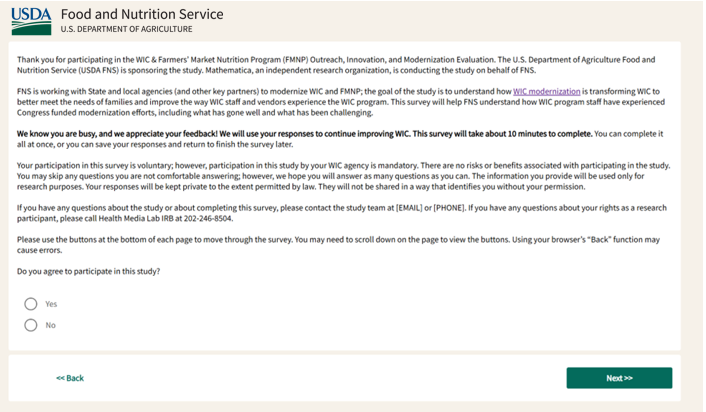 USDA Food and Nutrition Service
U.S. DEPARTMENT OF AGRICULTURE
Thank you for participating in the WIC & Farmers' Market Nutrition Program (FMNP) Outreach, Innovation, and Modernization Evaluation. The U.S. Department of Agriculture Food and
Nutrition Service (USDA FNS) is sponsoring the study. Mathematica, an independent research organization, is conducting the study on behalf of FNS.
FNS is working with State and local agencies (and other key partners) to modernize WIC and FMNP; the goal of the study is to understand how WIC modernization is transforming WIC to
better meet the needs of families and improve the way WIC staff and vendors experience the WIC program. This survey will help FNS understand how WIC program staff have experienced
Congress funded modernization efforts, including what has gone well and what has been challenging.
We know you are busy, and we appreciate your feedback! We will use your responses to continue improving WIC. This survey will take about 10 minutes to complete. You can complete it
all at once, or you can save your responses and return to finish the survey later.
Your participation in this survey is voluntary; however, participation in this study by your WIC agency is mandatory. There are no risks or benefits associated with participating in the study.
You may skip any questions you are not comfortable answering; however, we hope you will answer as many questions as you can. The information you provide will be used only for
research purposes. Your responses will be kept private to the extent permitted by law. They will not be shared in a way that identifies you without your permission.
If you have any questions about the study or about completing this survey, please contact the study team at [EMAIL] or [PHONE]. If you have any questions about your rights as a research
participant, please call Health Media Lab IRB at 202-246-8504.
Please use the buttons at the bottom of each page to move through the survey. You may need to scroll down on the page to view the buttons. Using your browser's "Back" function may
cause errors.
Do you agree to participate in this study?
Yes
No
<< Back
Next >>